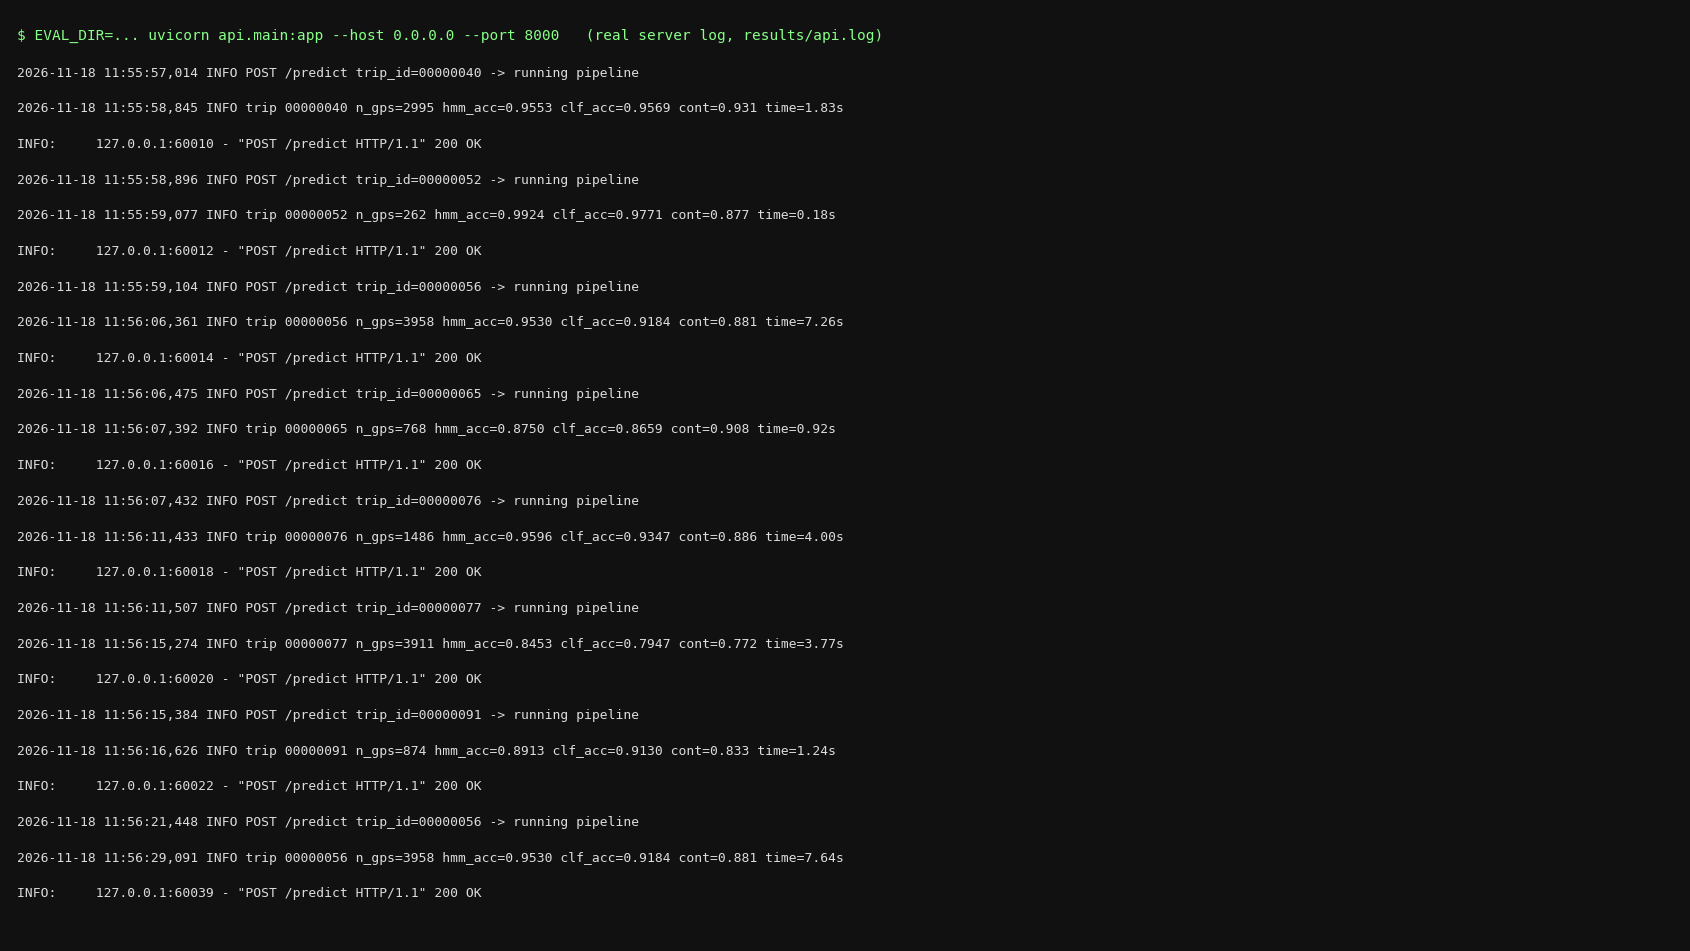 $ EVAL_DIR=... uvicorn api.main:app --host 0.0.0.0 --port 8000   (real server log, results/api.log)
2026-11-18 11:55:57,014 INFO POST /predict trip_id=00000040 -> running pipeline
2026-11-18 11:55:58,845 INFO trip 00000040 n_gps=2995 hmm_acc=0.9553 clf_acc=0.9569 cont=0.931 time=1.83s
INFO:     127.0.0.1:60010 - "POST /predict HTTP/1.1" 200 OK
2026-11-18 11:55:58,896 INFO POST /predict trip_id=00000052 -> running pipeline
2026-11-18 11:55:59,077 INFO trip 00000052 n_gps=262 hmm_acc=0.9924 clf_acc=0.9771 cont=0.877 time=0.18s
INFO:     127.0.0.1:60012 - "POST /predict HTTP/1.1" 200 OK
2026-11-18 11:55:59,104 INFO POST /predict trip_id=00000056 -> running pipeline
2026-11-18 11:56:06,361 INFO trip 00000056 n_gps=3958 hmm_acc=0.9530 clf_acc=0.9184 cont=0.881 time=7.26s
INFO:     127.0.0.1:60014 - "POST /predict HTTP/1.1" 200 OK
2026-11-18 11:56:06,475 INFO POST /predict trip_id=00000065 -> running pipeline
2026-11-18 11:56:07,392 INFO trip 00000065 n_gps=768 hmm_acc=0.8750 clf_acc=0.8659 cont=0.908 time=0.92s
INFO:     127.0.0.1:60016 - "POST /predict HTTP/1.1" 200 OK
2026-11-18 11:56:07,432 INFO POST /predict trip_id=00000076 -> running pipeline
2026-11-18 11:56:11,433 INFO trip 00000076 n_gps=1486 hmm_acc=0.9596 clf_acc=0.9347 cont=0.886 time=4.00s
INFO:     127.0.0.1:60018 - "POST /predict HTTP/1.1" 200 OK
2026-11-18 11:56:11,507 INFO POST /predict trip_id=00000077 -> running pipeline
2026-11-18 11:56:15,274 INFO trip 00000077 n_gps=3911 hmm_acc=0.8453 clf_acc=0.7947 cont=0.772 time=3.77s
INFO:     127.0.0.1:60020 - "POST /predict HTTP/1.1" 200 OK
2026-11-18 11:56:15,384 INFO POST /predict trip_id=00000091 -> running pipeline
2026-11-18 11:56:16,626 INFO trip 00000091 n_gps=874 hmm_acc=0.8913 clf_acc=0.9130 cont=0.833 time=1.24s
INFO:     127.0.0.1:60022 - "POST /predict HTTP/1.1" 200 OK
2026-11-18 11:56:21,448 INFO POST /predict trip_id=00000056 -> running pipeline
2026-11-18 11:56:29,091 INFO trip 00000056 n_gps=3958 hmm_acc=0.9530 clf_acc=0.9184 cont=0.881 time=7.64s
INFO:     127.0.0.1:60039 - "POST /predict HTTP/1.1" 200 OK